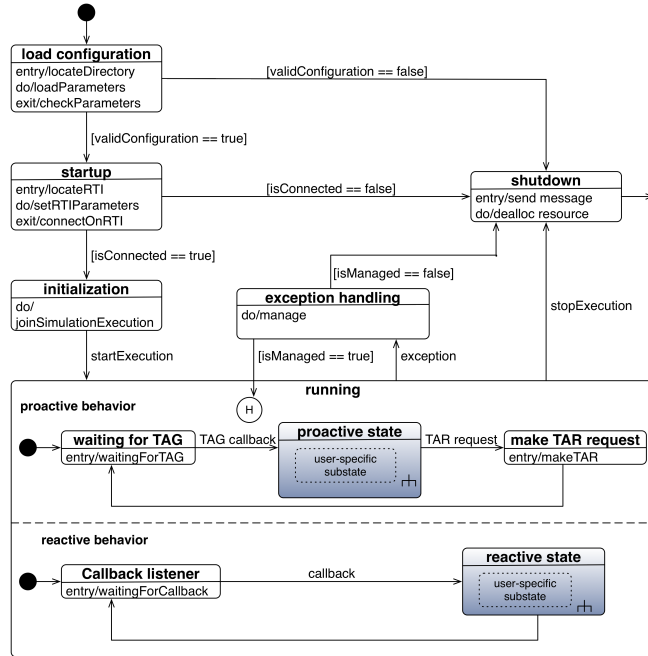 load configuration
entry/locateDirectory
do/loadParameters
exit/checkParameters
[validConfiguration == false]
[validConfiguration == true]
startup
entry/locateRTI
do/setRTIParameters
exit/connectOnRTI
[isConnected == false]
shutdown
entry/send message
do/dealloc resource
[isConnected == true]
[isManaged == false]
initialization
do/
joinSimulationExecution
exception handling
do/manage
stopExecution
startExecution
[isManaged == true]
exception
running
H
proactive behavior
waiting for TAG
entry/waitingForTAG
TAG callback
proactive state
user-specific
substate
TAR request
make TAR request
entry/makeTAR
reactive behavior
Callback listener
entry/waitingForCallback
callback
reactive state
user-specific
substate